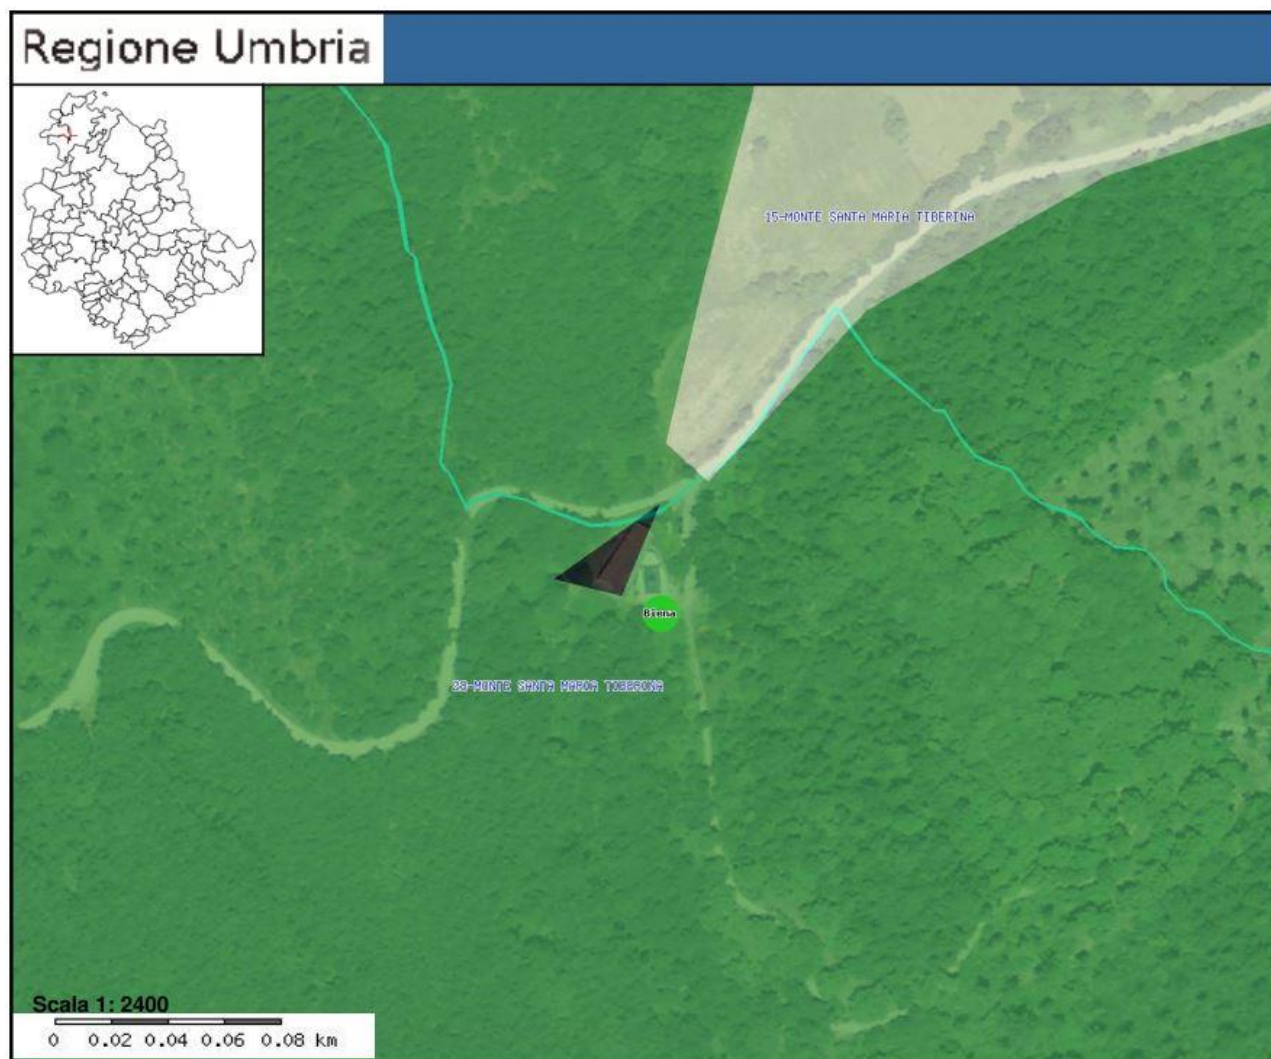 Regione Umbria
15-MONTE SANTA MARIA TIBERINA
Biena
28-MONTE SANTA MARIA TIBERINA
Scala 1: 2400
0 0.02 0.04 0.06 0.08 km